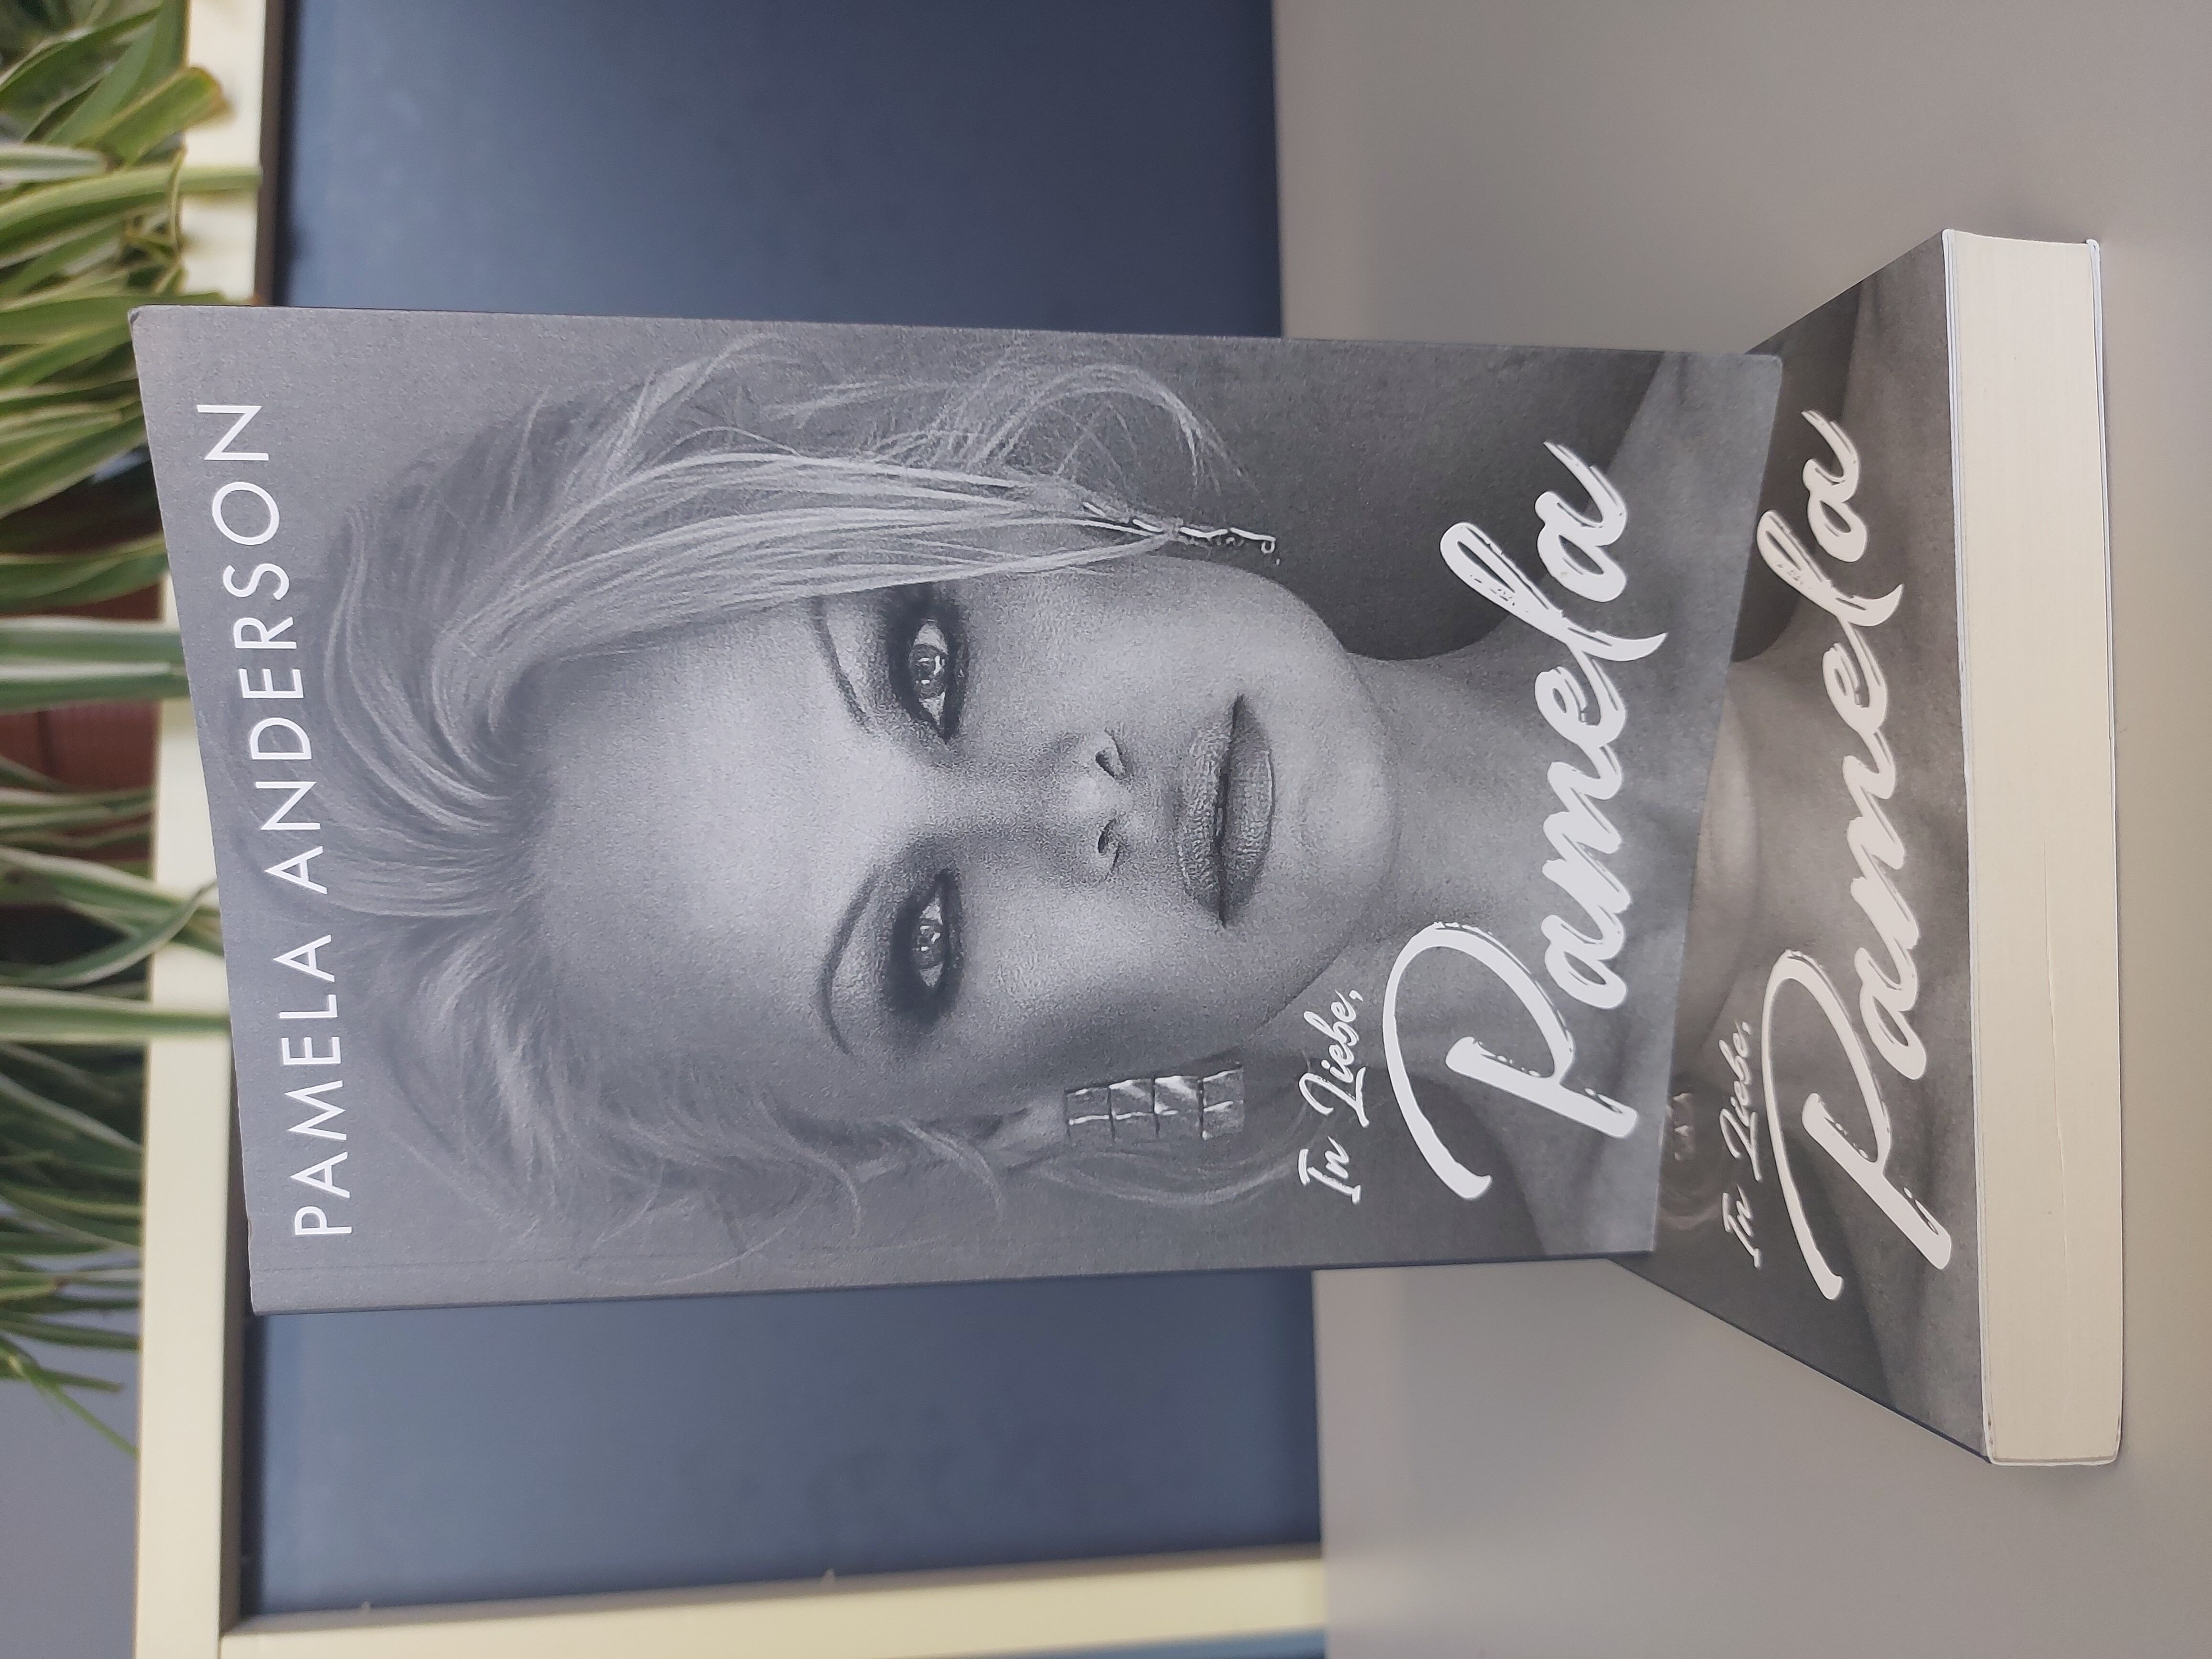 PAMELA ANDERSON
In Liebe,
Pamela
In Liebe,
Pamela